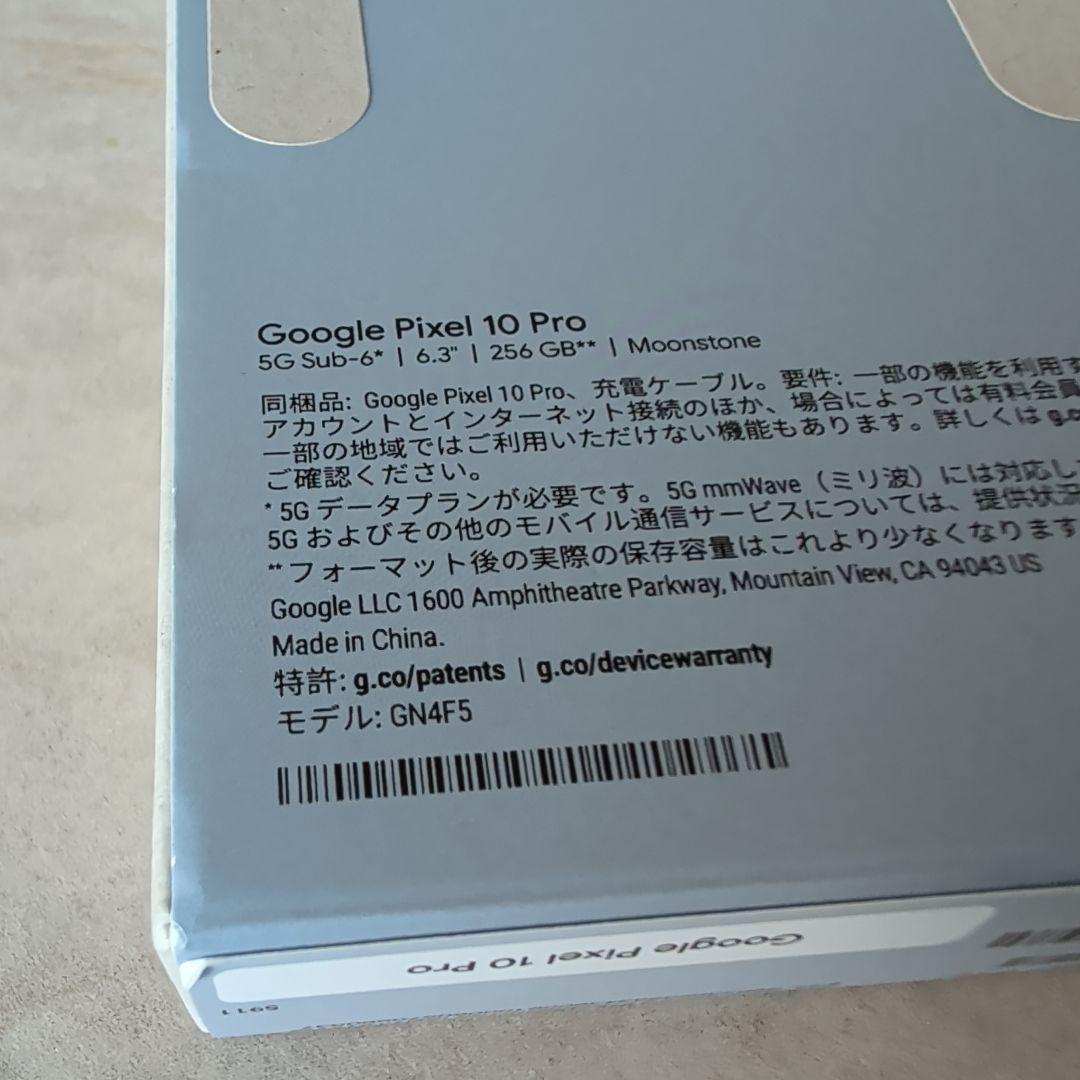 Google Pixel 10 Pro
5G Sub-6* | 6.3" | 256 GB** | Moonstone
同梱品: Google Pixel 10 Pro、充電ケーブル。要件: 一部の機能を利用す
アカウントとインターネット接続のほか、場合によっては有料会員
一部の地域ではご利用いただけない機能もあります。詳しくは g.co
ご確認ください。
* 5G データプランが必要です。5G mmWave（ミリ波）には対応し
5G およびその他のモバイル通信サービスについては、提供状況
** フォーマット後の実際の保存容量はこれより少なくなります
Google LLC 1600 Amphitheatre Parkway, Mountain View, CA 94043 US
Made in China.
特許: g.co/patents | g.co/devicewarranty
モデル: GN4F5
Google Pixel 10 Pro
5911